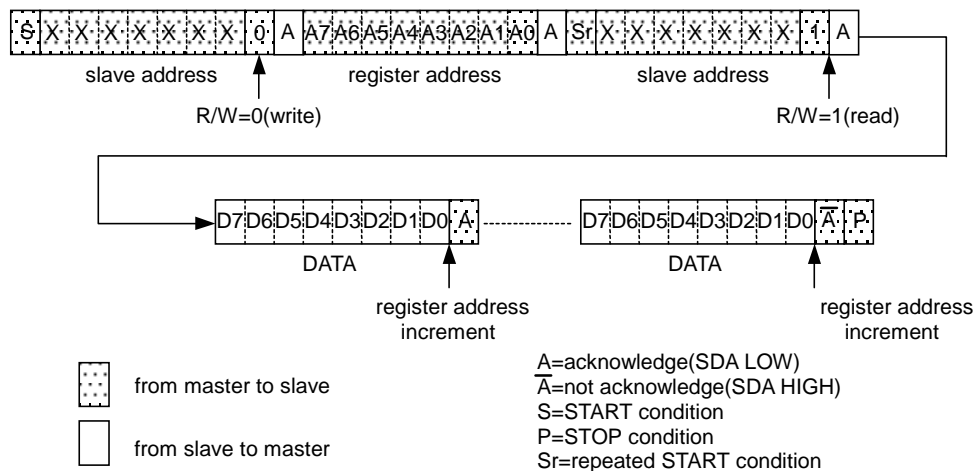 S X X X X X X X 0 A A7 A6 A5 A4 A3 A2 A1 A0 A Sr X X X X X X X 1 A
slave address register address slave address
R/W=0(write) R/W=1(read)
D7 D6 D5 D4 D3 D2 D1 D0 A D7 D6 D5 D4 D3 D2 D1 D0 A̅ P
DATA DATA
register address register address
increment increment
from master to slave
from slave to master
A=acknowledge(SDA LOW)
A̅=not acknowledge(SDA HIGH)
S=START condition
P=STOP condition
Sr=repeated START condition